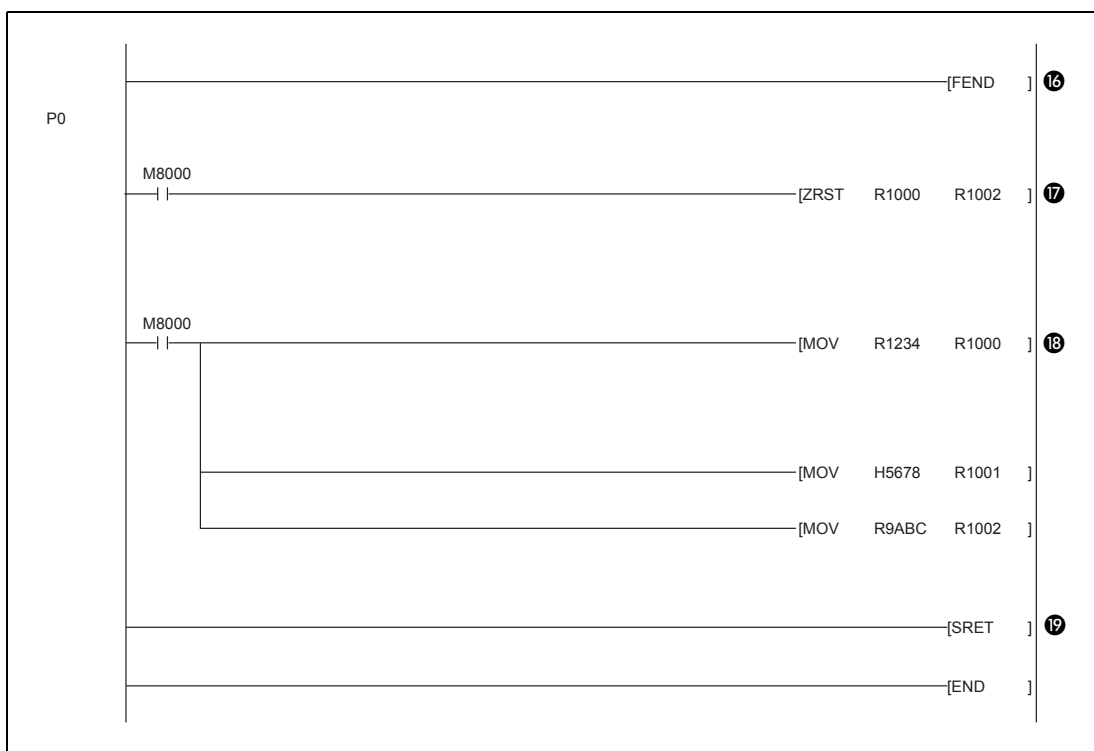 [FEND ] ⓰
P0
M8000
[ZRST R1000 R1002 ] ⓱
M8000
[MOV R1234 R1000 ] ⓲
[MOV H5678 R1001 ]
[MOV R9ABC R1002 ]
[SRET ] ⓳
[END ]